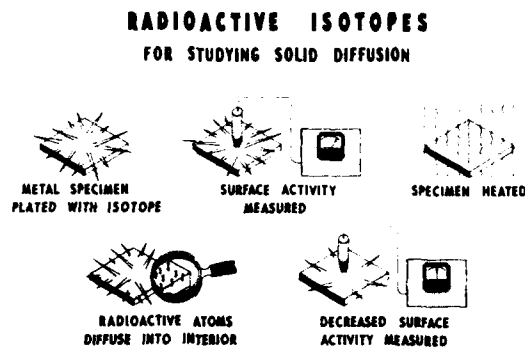 RADIOACTIVE ISOTOPES
FOR STUDYING SOLID DIFFUSION
METAL SPECIMEN
PLATED WITH ISOTOPE
SURFACE ACTIVITY
MEASURED
SPECIMEN HEATED
RADIOACTIVE ATOMS
DIFFUSE INTO INTERIOR
DECREASED SURFACE
ACTIVITY MEASURED